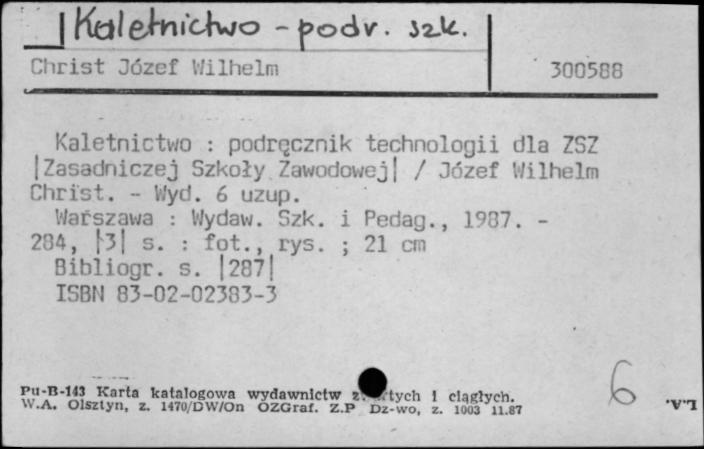 |Kaletnictwo - podr. szk.
Christ Józef Wilhelm 300588
Kaletnictwo : podręcznik technologii dla ZSZ
|Zasadniczej Szkoły Zawodowej| / Józef Wilhelm
Christ. - Wyd. 6 uzup.
Warszawa : Wydaw. Szk. i Pedag., 1987. -
284, |3| s. : fot., rys. ; 21 cm
Bibliogr. s. |287|
ISBN 83-02-02383-3
Pu-B-143 Karta katalogowa wydawnictw i ciągłych.
W.A. Olsztyn, z. 1470/DW/On OZGraf. Z.P Dz-wo, z. 1003 11.87
6